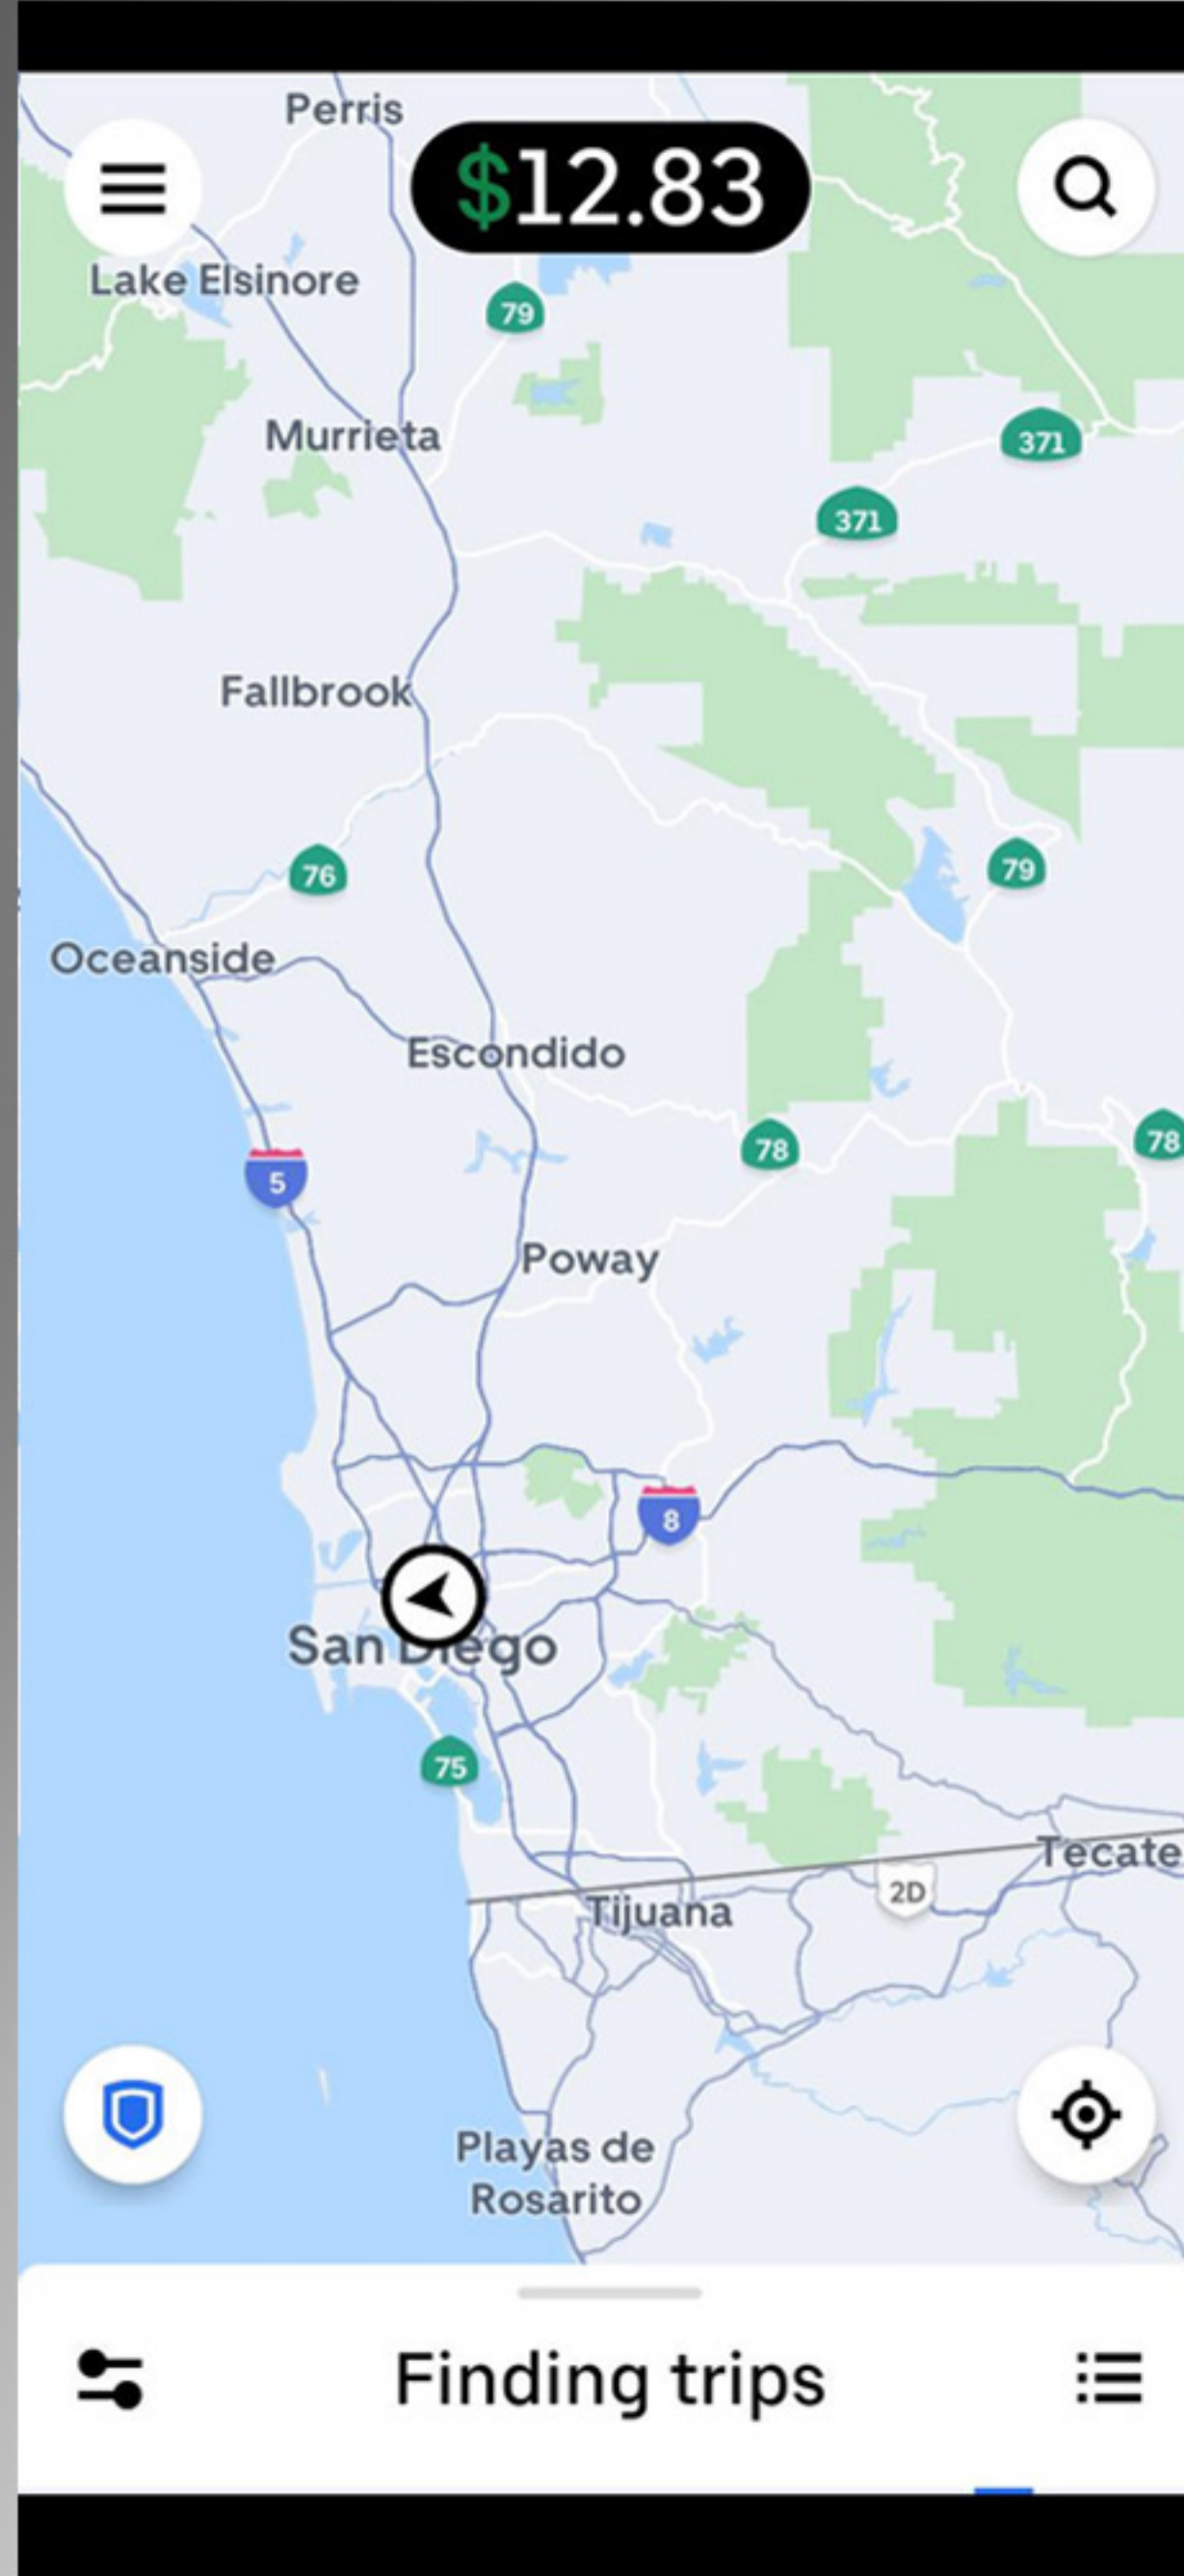 Perris
$12.83
Lake Elsinore
79
Murrieta
371
371
Fallbrook
76
79
Oceanside
Escondido
78
78
5
Poway
8
San Diego
75
Tecate
2D
Tijuana
Playas de
Rosarito
Finding trips